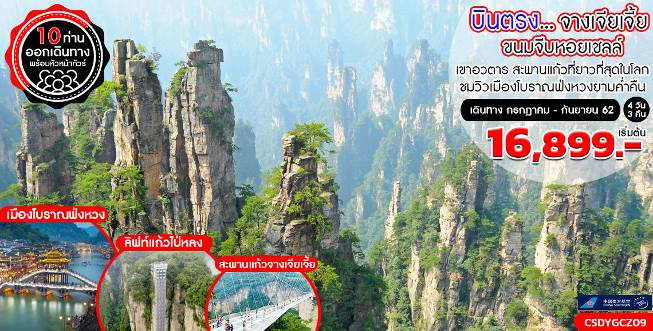 10 ท่าน
ออกเดินทาง
พร้อมหัวหน้าทัวร์
บินตรง... จางเจียเจี้ย
ขนมจีบหอยเชลล์
เขาอวตาร สะพานแก้วที่ยาวที่สุดในโลก
ชมวิวเมืองโบราณฟ่งหวงยามค่ำคืน
เดินทาง กรกฎาคม - กันยายน 62
4 วัน
3 คืน
เริ่มต้น
16,899.-
เมืองโบราณฟ่งหวง
ลิฟท์แก้วไป่หลง
สะพานแก้วจางเจียเจี้ย
中国南方航空
CHINA SOUTHERN
CSDYGCZ09